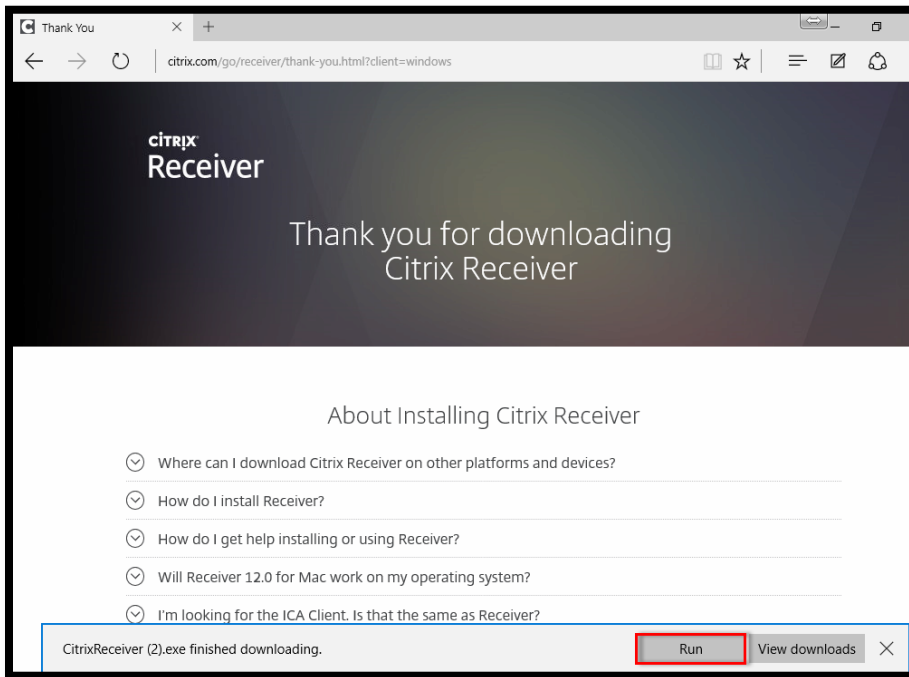 Thank You
citrix.com/go/receiver/thank-you.html?client=windows
CİTRIX
Receiver
Thank you for downloading
Citrix Receiver
About Installing Citrix Receiver
Where can I download Citrix Receiver on other platforms and devices?
How do I install Receiver?
How do I get help installing or using Receiver?
Will Receiver 12.0 for Mac work on my operating system?
I'm looking for the ICA Client. Is that the same as Receiver?
CitrixReceiver (2).exe finished downloading.
Run
View downloads